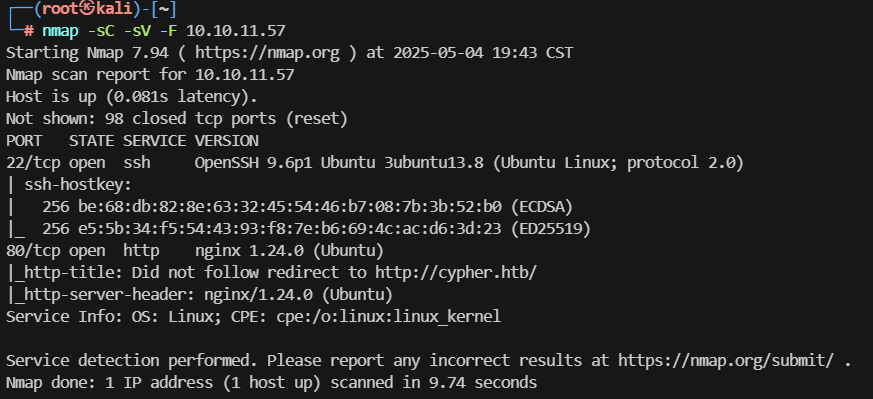 ┌──(root㉿kali)-[~]
└─# nmap -sC -sV -F 10.10.11.57
Starting Nmap 7.94 ( https://nmap.org ) at 2025-05-04 19:43 CST
Nmap scan report for 10.10.11.57
Host is up (0.081s latency).
Not shown: 98 closed tcp ports (reset)
PORT   STATE SERVICE VERSION
22/tcp open  ssh     OpenSSH 9.6p1 Ubuntu 3ubuntu13.8 (Ubuntu Linux; protocol 2.0)
| ssh-hostkey:
|   256 be:68:db:82:8e:63:32:45:54:46:b7:08:7b:3b:52:b0 (ECDSA)
|_  256 e5:5b:34:f5:54:43:93:f8:7e:b6:69:4c:ac:d6:3d:23 (ED25519)
80/tcp open  http    nginx 1.24.0 (Ubuntu)
|_http-title: Did not follow redirect to http://cypher.htb/
|_http-server-header: nginx/1.24.0 (Ubuntu)
Service Info: OS: Linux; CPE: cpe:/o:linux:linux_kernel

Service detection performed. Please report any incorrect results at https://nmap.org/submit/ .
Nmap done: 1 IP address (1 host up) scanned in 9.74 seconds